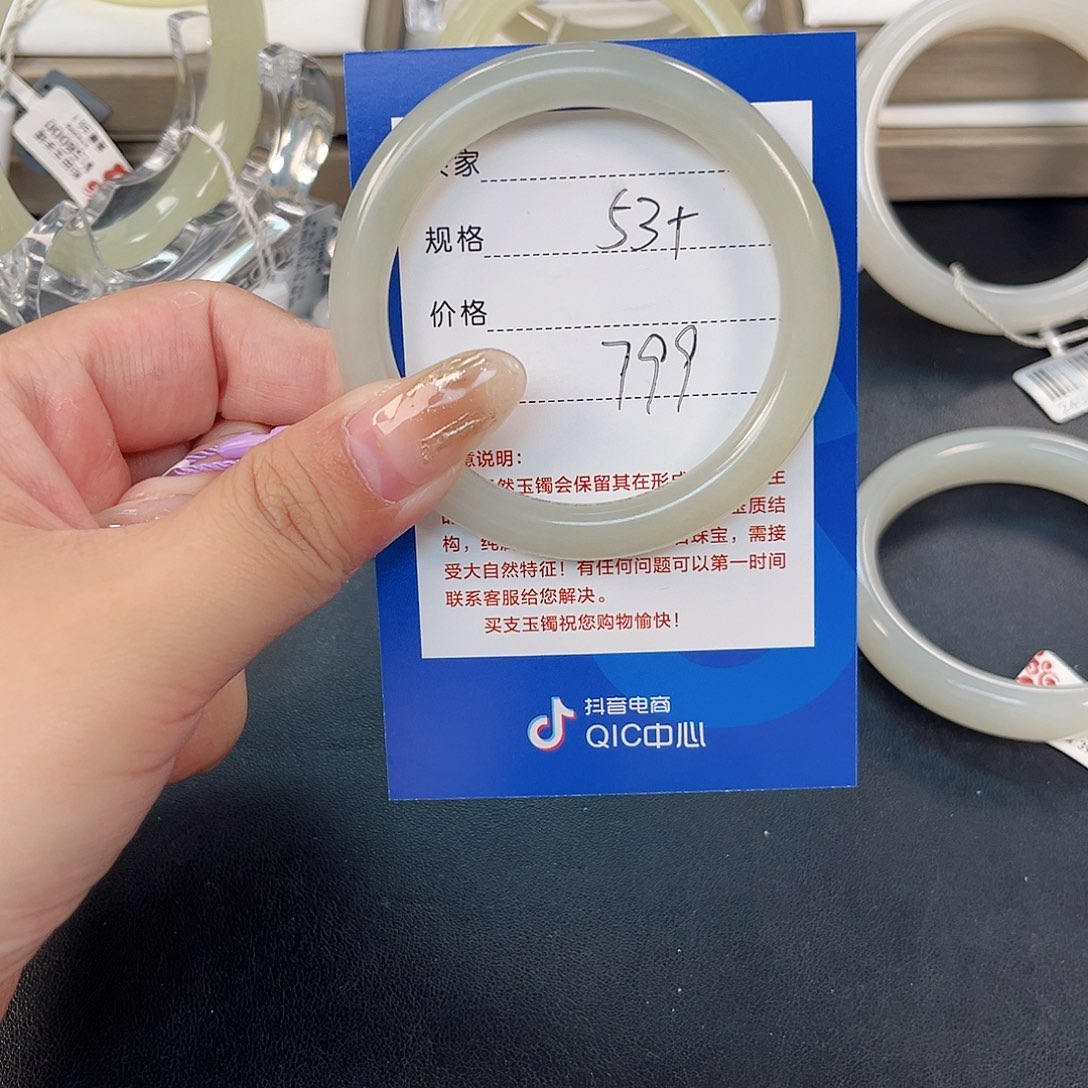 家
规格 53+
价格
799
意说明:
然玉镯会保留其在形
玉质结
构，纯 珠宝，需接
受大自然特征！有任何问题可以第一时间
联系客服给您解决。
买支玉镯祝您购物愉快！
抖音电商
QIC中心